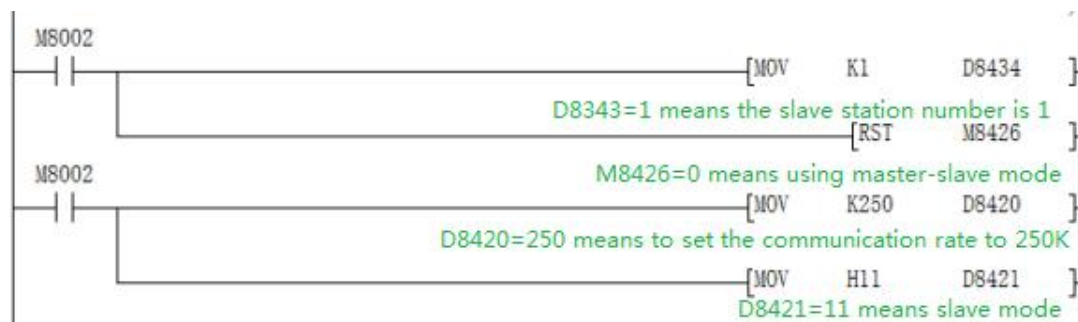 M8002
[MOV K1 D8434 ]
D8343=1 means the slave station number is 1
[RST M8426 ]
M8002
M8426=0 means using master-slave mode
[MOV K250 D8420 ]
D8420=250 means to set the communication rate to 250K
[MOV H11 D8421 ]
D8421=11 means slave mode